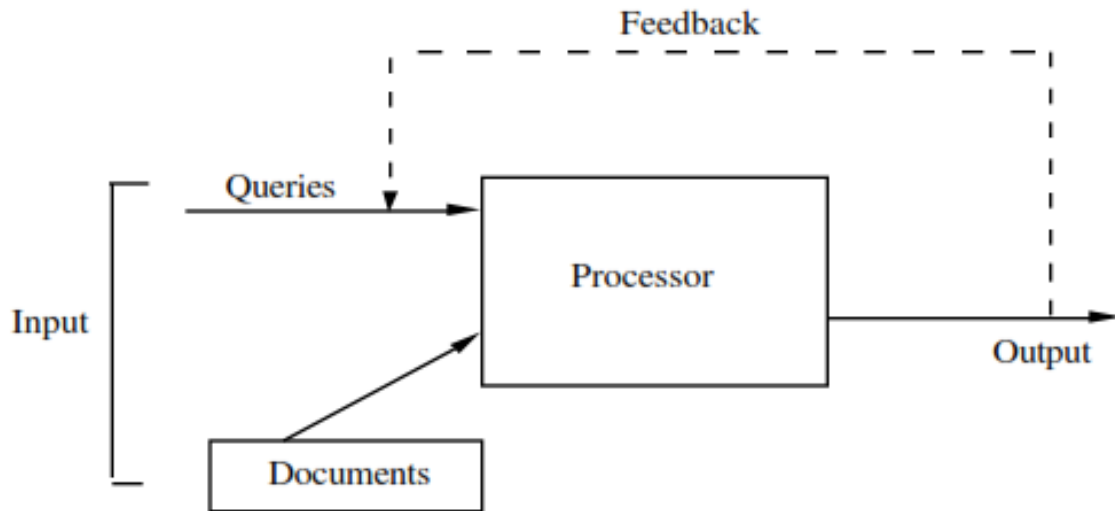 Feedback
Queries
Processor
Input
Output
Documents